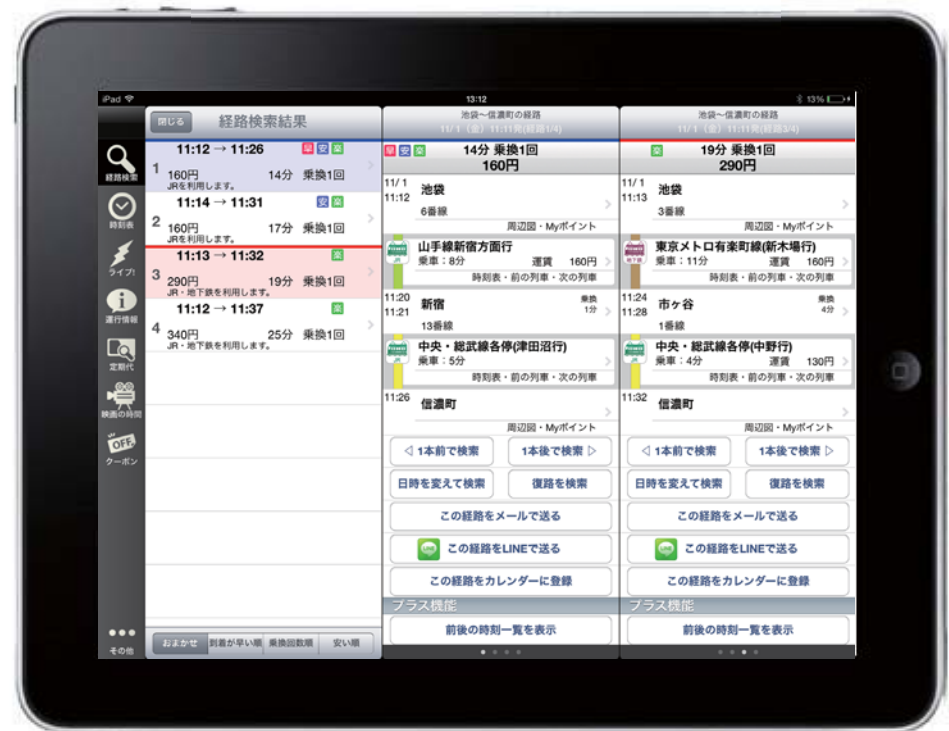 iPad
13:12
13%
閉じる
経路検索結果
経路検索
時刻表
ライブ!
運行情報
定期代
映画の時間
OFF
クーポン
その他
11:12 → 11:26 早 安 楽
1
160円 14分 乗換1回
JRを利用します。
11:14 → 11:31 安 楽
2
160円 17分 乗換1回
JRを利用します。
11:13 → 11:32 楽
3
290円 19分 乗換1回
JR・地下鉄を利用します。
11:12 → 11:37 楽
4
340円 25分 乗換1回
JR・地下鉄を利用します。
おまかせ 到着が早い順 乗換回数順 安い順
池袋〜信濃町の経路
11/ 1（金）11:11発(経路1/4)
早 安 楽 14分 乗換1回
160円
11/ 1
11:12
池袋
6番線
周辺図・Myポイント
山手線新宿方面行
JR
乗車：8分 運賃 160円
時刻表・前の列車・次の列車
11:20
11:21
新宿
乗換
1分
13番線
中央・総武線各停(津田沼行)
JR
乗車：5分
時刻表・前の列車・次の列車
11:26
信濃町
周辺図・Myポイント
◁ 1本前で検索 1本後で検索 ▷
日時を変えて検索 復路を検索
この経路をメールで送る
LINE この経路をLINEで送る
この経路をカレンダーに登録
プラス機能
前後の時刻一覧を表示
池袋〜信濃町の経路
11/ 1（金）11:11発(経路3/4)
楽 19分 乗換1回
290円
11/ 1
11:13
池袋
3番線
周辺図・Myポイント
東京メトロ有楽町線(新木場行)
地下鉄
乗車：11分 運賃 160円
時刻表・前の列車・次の列車
11:24
11:28
市ヶ谷
乗換
4分
1番線
中央・総武線各停(中野行)
JR
乗車：4分 運賃 130円
時刻表・前の列車・次の列車
11:32
信濃町
周辺図・Myポイント
◁ 1本前で検索 1本後で検索 ▷
日時を変えて検索 復路を検索
この経路をメールで送る
LINE この経路をLINEで送る
この経路をカレンダーに登録
プラス機能
前後の時刻一覧を表示